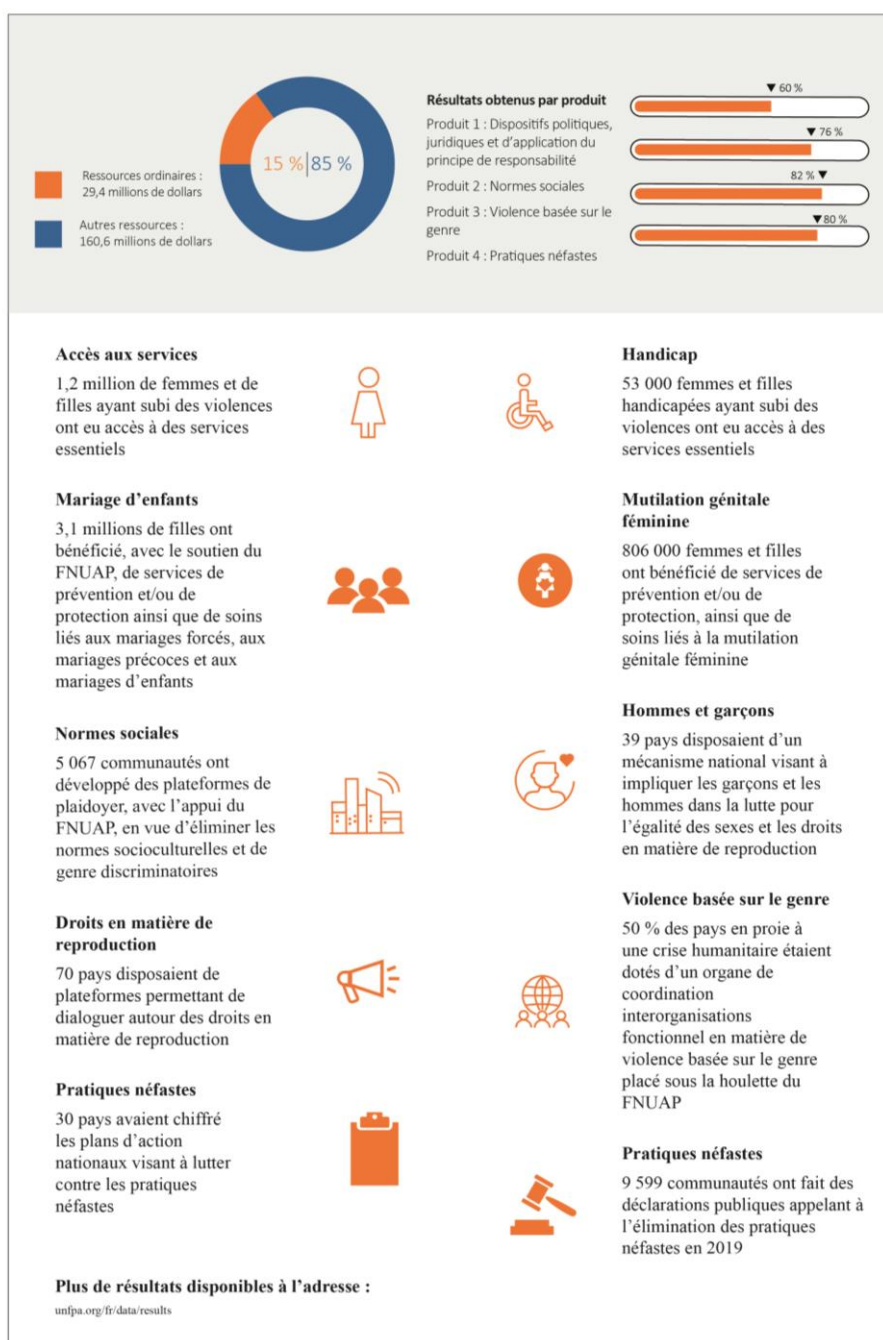 Ressources ordinaires :
29,4 millions de dollars
Autres ressources :
160,6 millions de dollars
15 % 85 %
Résultats obtenus par produit
Produit 1 : Dispositifs politiques,
juridiques et d'application du
principe de responsabilité
Produit 2 : Normes sociales
Produit 3 : Violence basée sur le
genre
Produit 4 : Pratiques néfastes
▼ 60 %
▼ 76 %
82 % ▼
▼ 80 %
Accès aux services
1,2 million de femmes et de
filles ayant subi des violences
ont eu accès à des services
essentiels
Handicap
53 000 femmes et filles
handicapées ayant subi des
violences ont eu accès à des
services essentiels
Mariage d'enfants
3,1 millions de filles ont
bénéficié, avec le soutien du
FNUAP, de services de
prévention et/ou de
protection ainsi que de soins
liés aux mariages forcés, aux
mariages précoces et aux
mariages d'enfants
Mutilation génitale
féminine
806 000 femmes et filles
ont bénéficié de services de
prévention et/ou de
protection, ainsi que de
soins liés à la mutilation
génitale féminine
Normes sociales
5 067 communautés ont
développé des plateformes de
plaidoyer, avec l'appui du
FNUAP, en vue d'éliminer les
normes socioculturelles et de
genre discriminatoires
Hommes et garçons
39 pays disposaient d'un
mécanisme national visant à
impliquer les garçons et les
hommes dans la lutte pour
l'égalité des sexes et les droits
en matière de reproduction
Droits en matière de
reproduction
70 pays disposaient de
plateformes permettant de
dialoguer autour des droits en
matière de reproduction
Violence basée sur le genre
50 % des pays en proie à
une crise humanitaire étaient
dotés d'un organe de
coordination
interorganisations
fonctionnel en matière de
violence basée sur le genre
placé sous la houlette du
FNUAP
Pratiques néfastes
30 pays avaient chiffré
les plans d'action
nationaux visant à lutter
contre les pratiques
néfastes
Pratiques néfastes
9 599 communautés ont fait des
déclarations publiques appelant à
l'élimination des pratiques
néfastes en 2019
Plus de résultats disponibles à l'adresse :
unfpa.org/fr/data/results